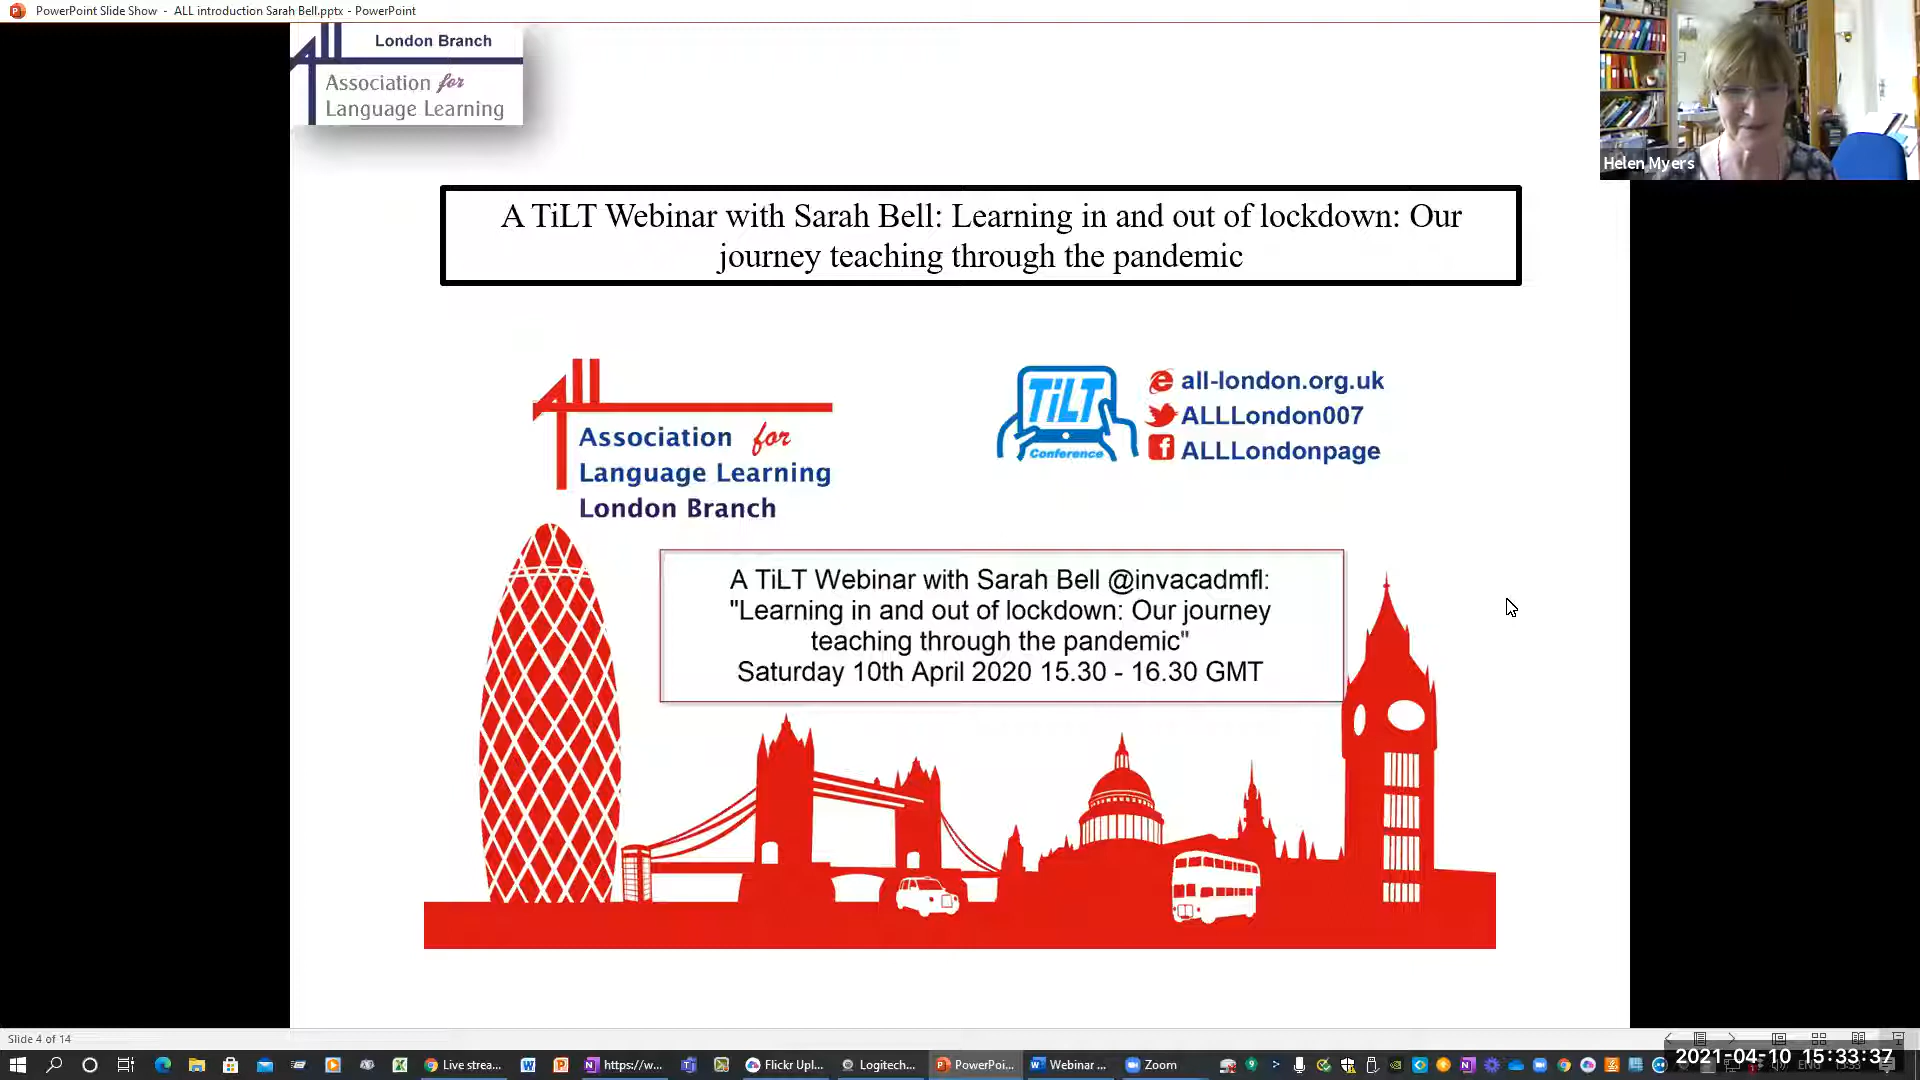 PowerPoint Slide Show - ALL introduction Sarah Bell.pptx - PowerPoint
London Branch
Association for
Language Learning
Helen Myers
A TiLT Webinar with Sarah Bell: Learning in and out of lockdown: Our
journey teaching through the pandemic
Association for
Language Learning
London Branch
TiLT
Conference
all-london.org.uk
ALLLondon007
ALLLondonpage
A TiLT Webinar with Sarah Bell @invacadmfl:
"Learning in and out of lockdown: Our journey
teaching through the pandemic"
Saturday 10th April 2020 15.30 - 16.30 GMT
Slide 4 of 14
Live strea...
https://w...
Flickr Upl...
Logitech...
PowerPoi...
Webinar ...
Zoom
ENG
15:33
2021-04-10 15:33:37